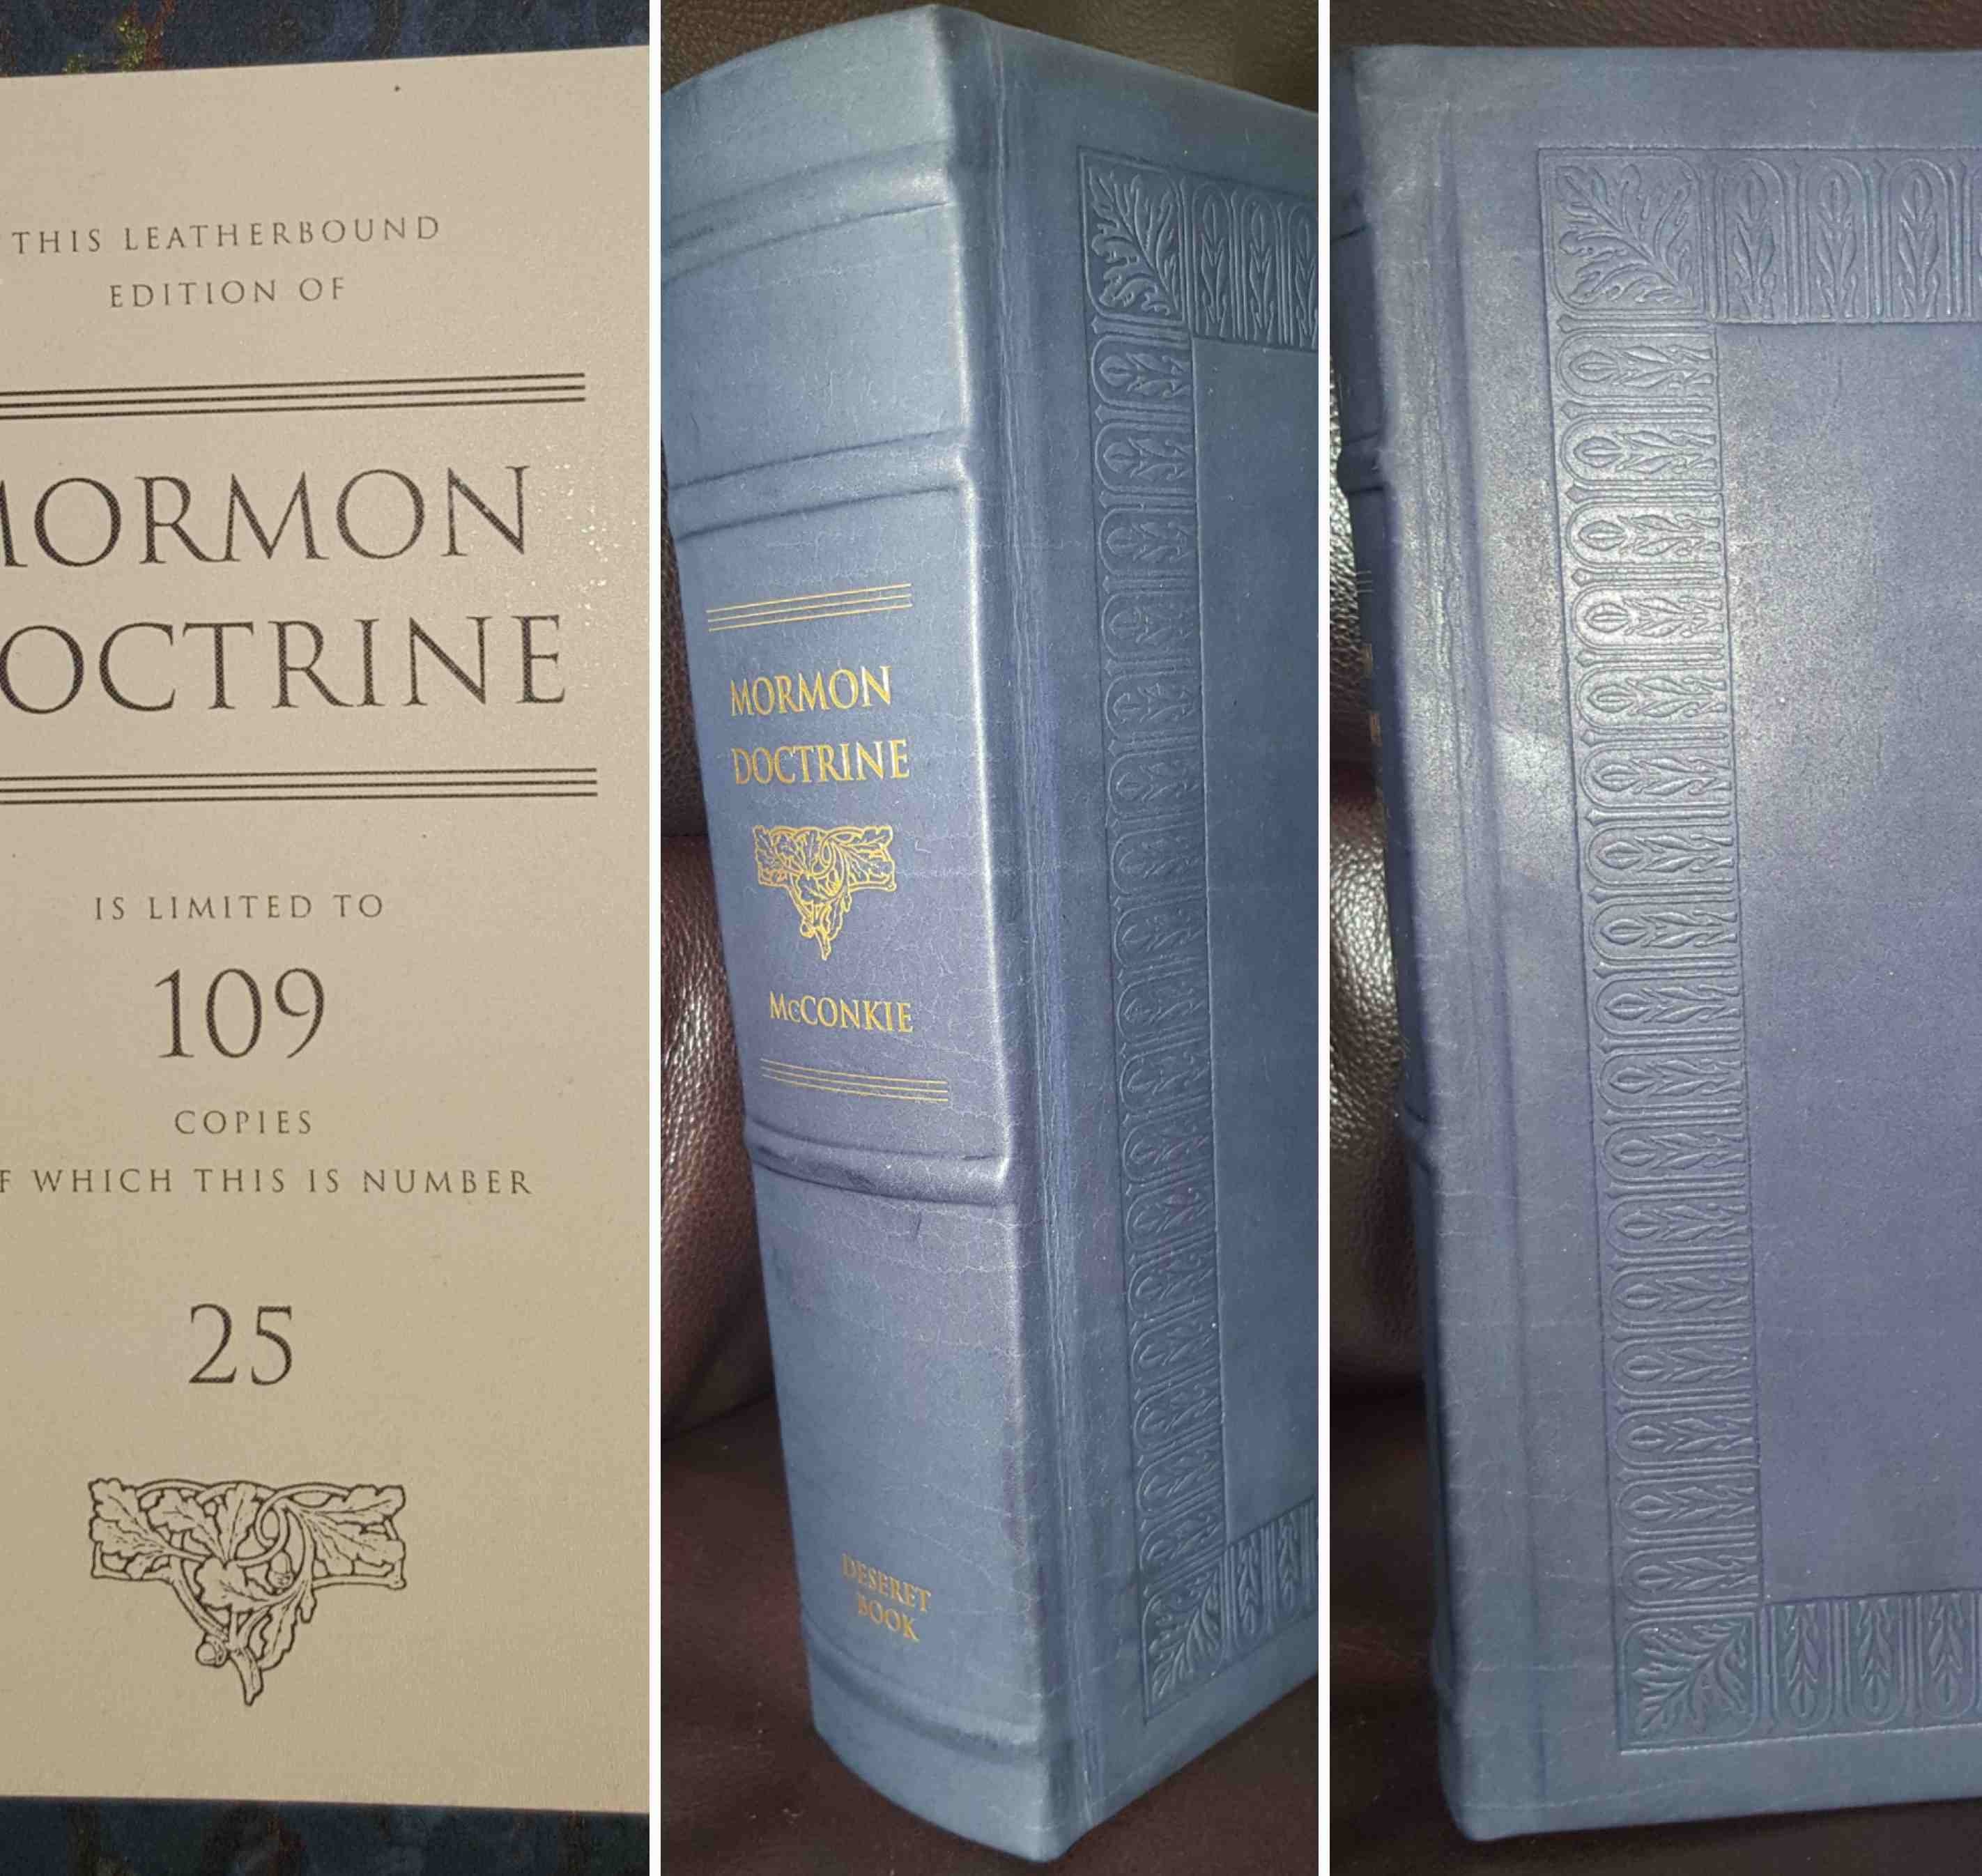 THIS LEATHERBOUND
EDITION OF
MORMON
OCTRINE
IS LIMITED TO
109
COPIES
F WHICH THIS IS NUMBER
25
MORMON
DOCTRINE
McCONKIE
DESERET
BOOK